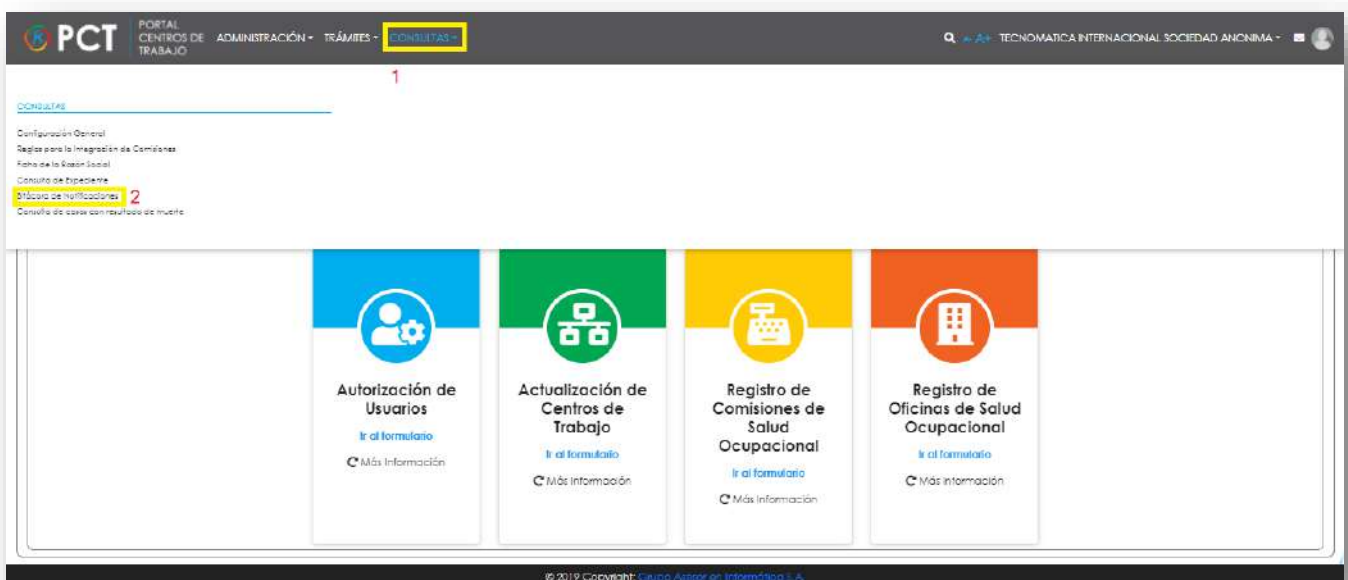 PCT
PORTAL
CENTROS DE
TRABAJO
ADMINISTRACIÓN
TRÁMITES
CONSULTAS
A- A+
TECNOMATICA INTERNACIONAL SOCIEDAD ANONIMA
1
CONSULTAS
Configuración General
Reglas para la Integración de Comisiones
Ficha de la Razón Social
Consulta de Expediente
Bitácora de Notificaciones 2
Consulta de casos con resultado de muerte
Autorización de
Usuarios
Ir al formulario
Más Información
Actualización de
Centros de
Trabajo
Ir al formulario
Más Información
Registro de
Comisiones de
Salud
Ocupacional
Ir al formulario
Más Información
Registro de
Oficinas de Salud
Ocupacional
Ir al formulario
Más Información
© 2019 Copyright: Grupo Asesor en Informática S.A.